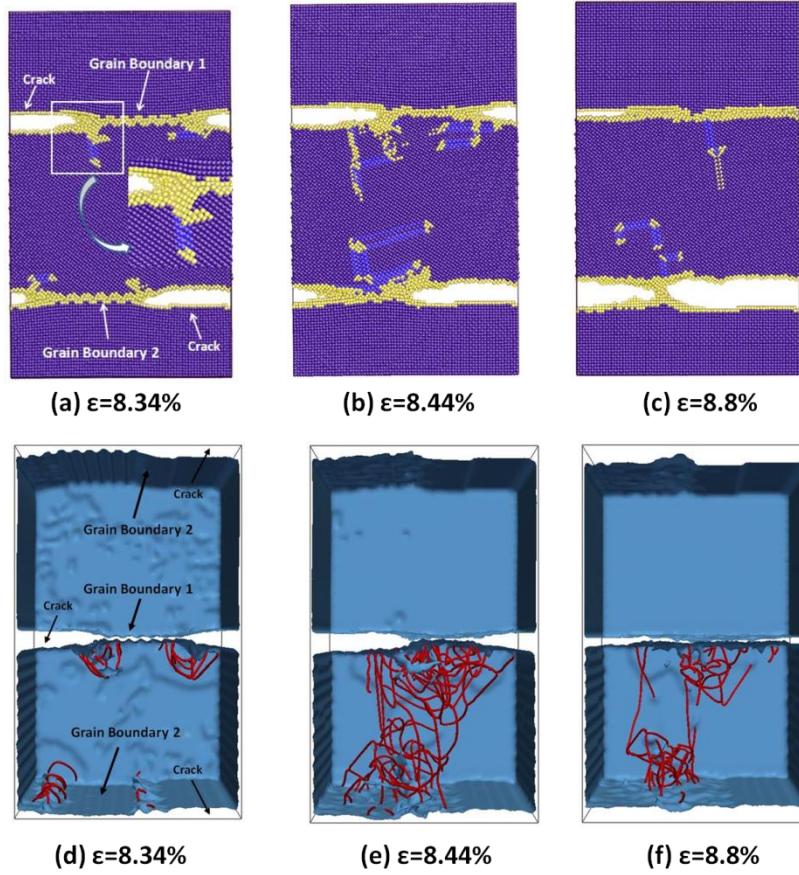 Grain Boundary 1
Crack
Grain Boundary 2
Crack
(a) ε=8.34%
(b) ε=8.44%
(c) ε=8.8%
Crack
Grain Boundary 2
Grain Boundary 1
Crack
Grain Boundary 2
Crack
(d) ε=8.34%
(e) ε=8.44%
(f) ε=8.8%